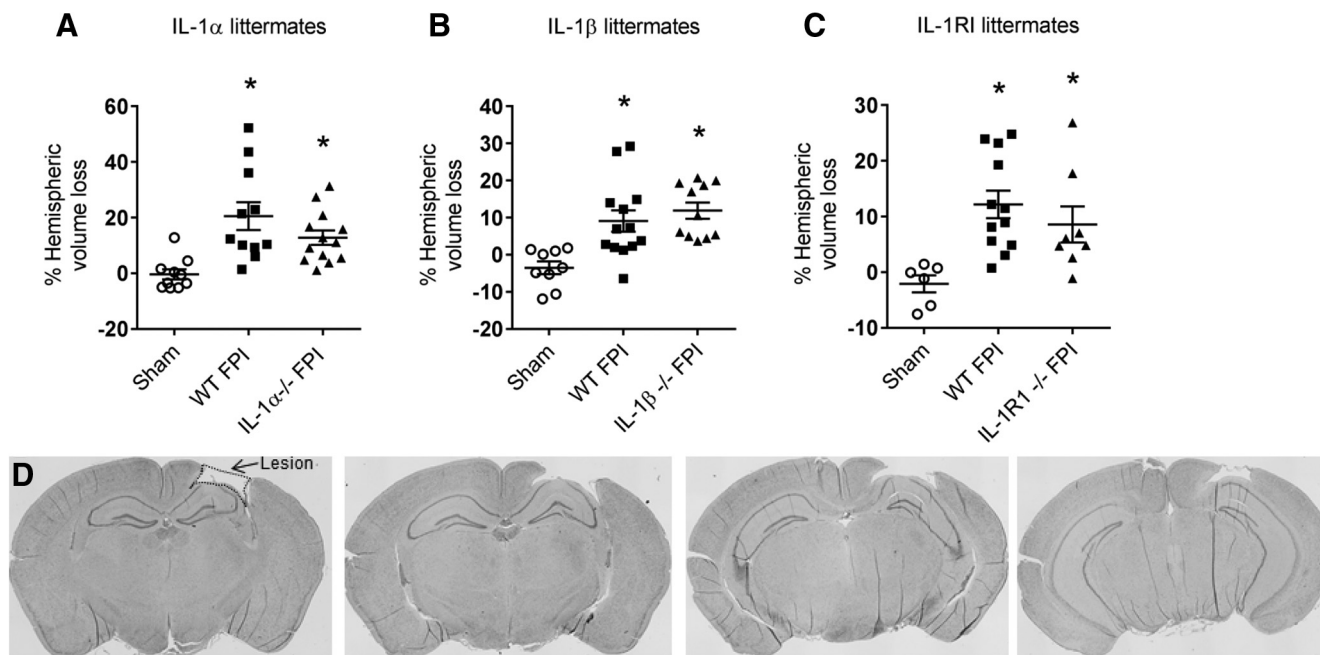 A IL-1α littermates
% Hemispheric
volume loss
60
40
20
0
-20
*
*
Sham
WT FPI
IL-1α-/- FPI
B IL-1β littermates
% Hemispheric
volume loss
40
30
20
10
0
-10
-20
*
*
Sham
WT FPI
IL-1β -/- FPI
C IL-1RI littermates
% Hemispheric
volume loss
30
20
10
0
-10
*
*
Sham
WT FPI
IL-1R1 -/- FPI
D
Lesion